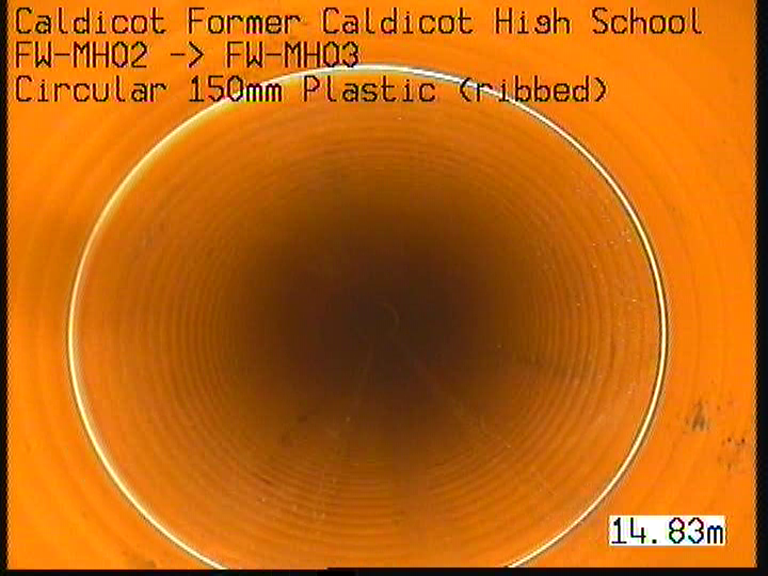 Caldicot Former Caldicot High School
FW-MH02 -> FW-MH03
Circular 150mm Plastic (ribbed)
14.83m